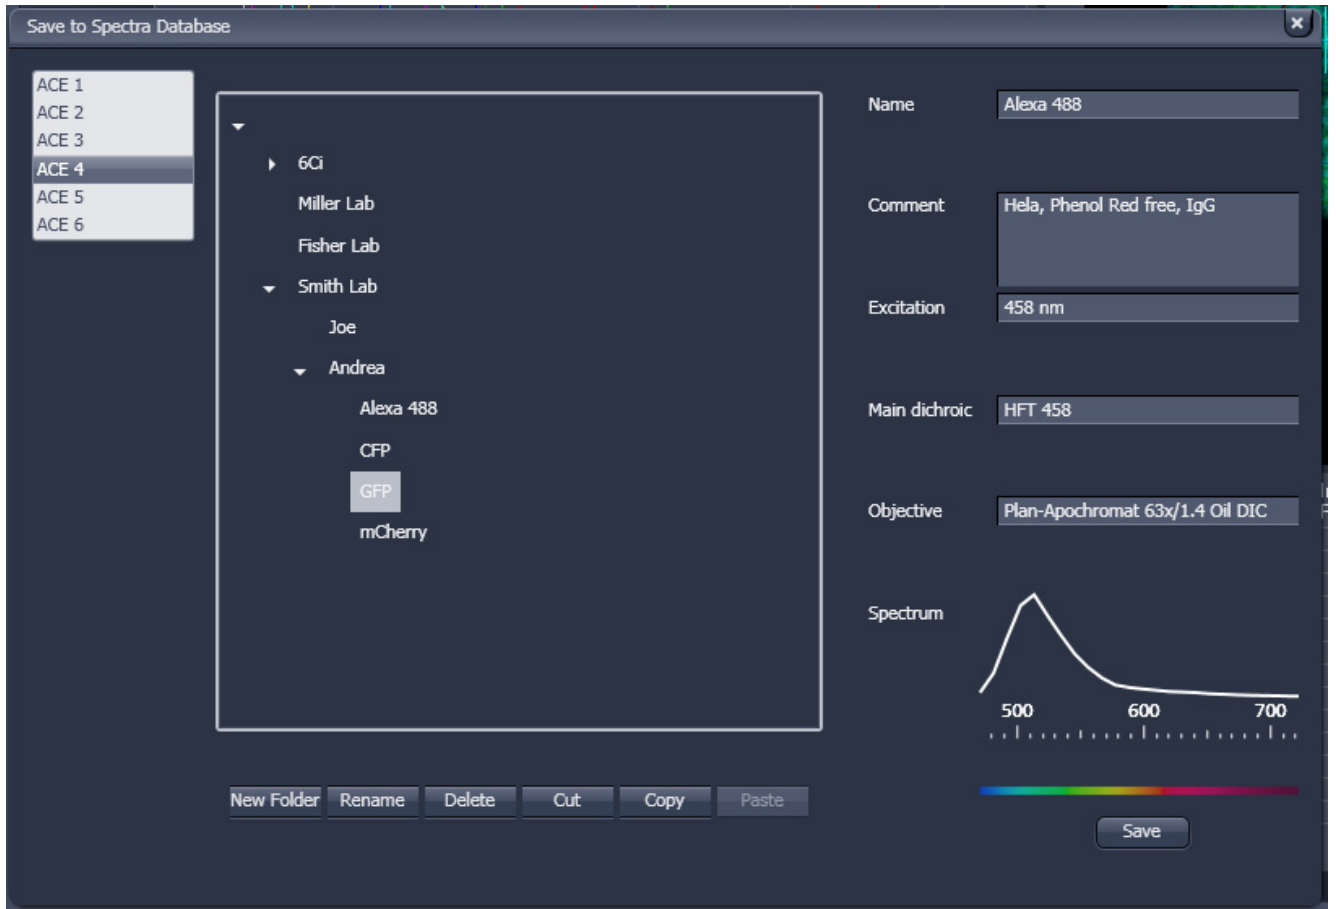 Save to Spectra Database
ACE 1
ACE 2
ACE 3
ACE 4
ACE 5
ACE 6
6Ci
Miller Lab
Fisher Lab
Smith Lab
Joe
Andrea
Alexa 488
CFP
GFP
mCherry
New Folder Rename Delete Cut Copy Paste
Name Alexa 488
Comment Hela, Phenol Red free, IgG
Excitation 458 nm
Main dichroic HFT 458
Objective Plan-Apochromat 63x/1.4 Oil DIC
Spectrum
500 600 700
Save